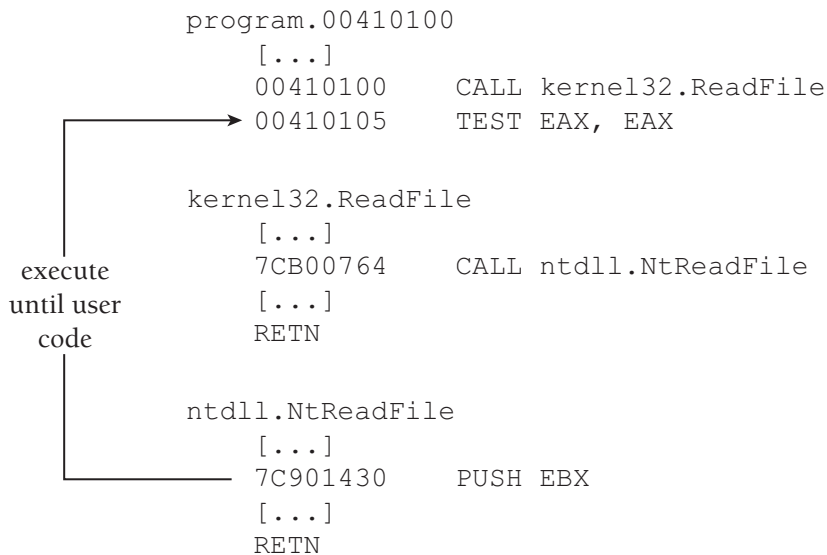 program.00410100
[...]
00410100 CALL kernel32.ReadFile
00410105 TEST EAX, EAX
kernel32.ReadFile
[...]
7CB00764 CALL ntdll.NtReadFile
[...]
RETN
execute
until user
code
ntdll.NtReadFile
[...]
7C901430 PUSH EBX
[...]
RETN